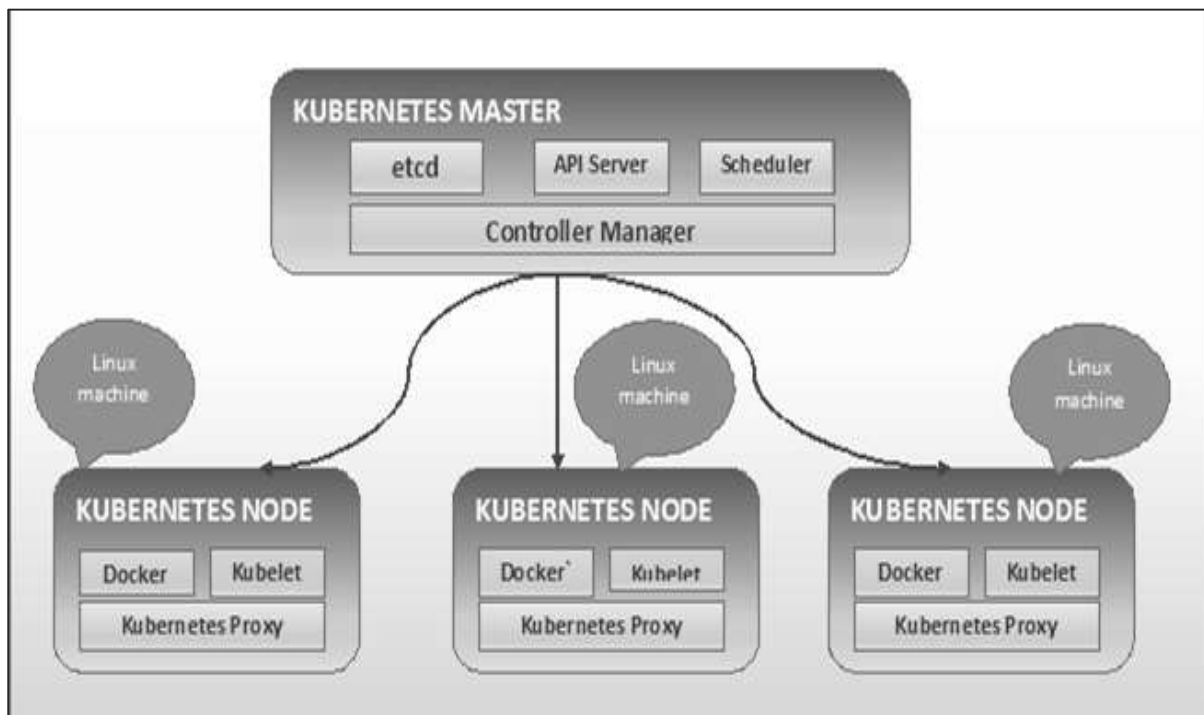 KUBERNETES MASTER
etcd
API Server
Scheduler
Controller Manager
Linux
machine
Linux
machine
Linux
machine
KUBERNETES NODE
Docker
Kubelet
Kubernetes Proxy
KUBERNETES NODE
Docker`
Kubelet
Kubernetes Proxy
KUBERNETES NODE
Docker
Kubelet
Kubernetes Proxy